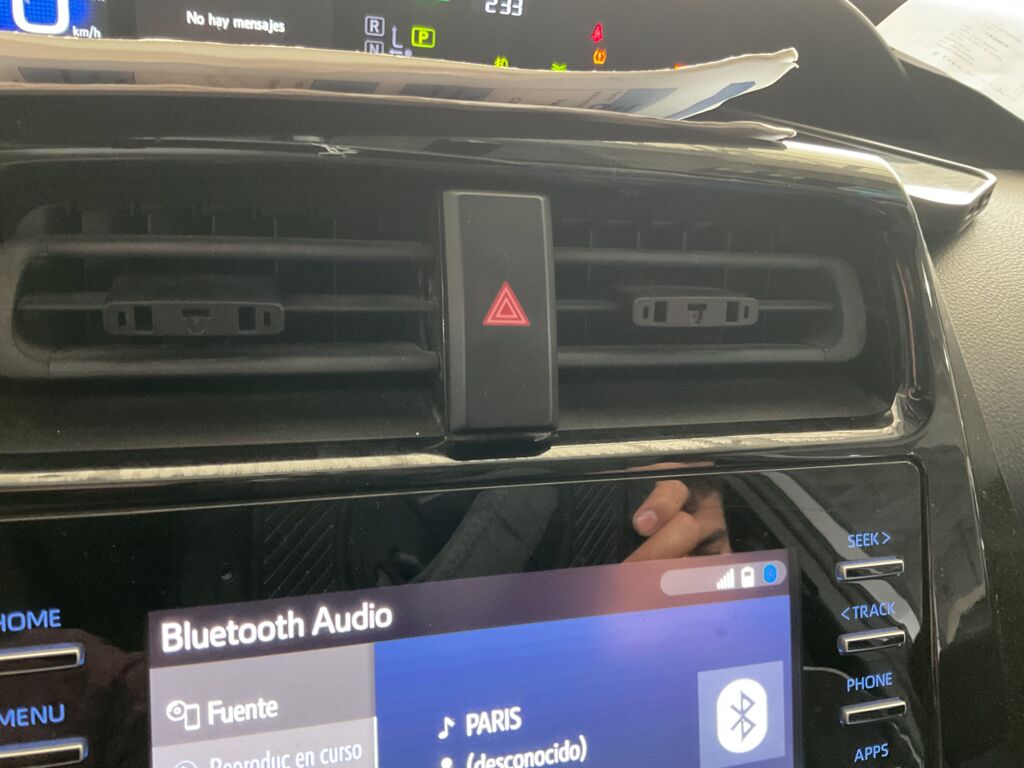 0
km/h
No hay mensajes
R
N
P
233
SEEK >
< TRACK
PHONE
APPS
HOME
MENU
Bluetooth Audio
Fuente
Reproduc en curso
PARIS
(desconocido)